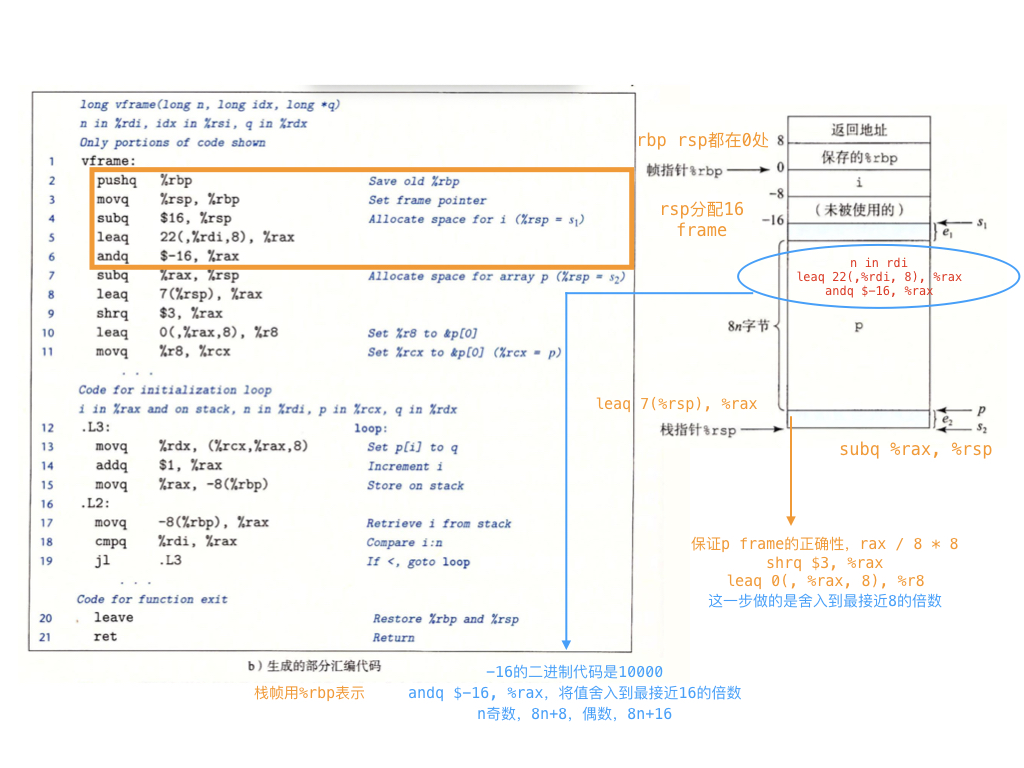 long vframe(long n, long idx, long *q)
n in %rdi, idx in %rsi, q in %rdx
Only portions of code shown
1 vframe:
2 pushq %rbp Save old %rbp
3 movq %rsp, %rbp Set frame pointer
4 subq $16, %rsp Allocate space for i (%rsp = s₁)
5 leaq 22(,%rdi,8), %rax
6 andq $-16, %rax
7 subq %rax, %rsp Allocate space for array p (%rsp = s₂)
8 leaq 7(%rsp), %rax
9 shrq $3, %rax
10 leaq 0(,%rax,8), %r8 Set %r8 to &p[0]
11 movq %r8, %rcx Set %rcx to &p[0] (%rcx = p)
. . .
Code for initialization loop
i in %rax and on stack, n in %rdi, p in %rcx, q in %rdx
12 .L3: loop:
13 movq %rdx, (%rcx,%rax,8) Set p[i] to q
14 addq $1, %rax Increment i
15 movq %rax, -8(%rbp) Store on stack
16 .L2:
17 movq -8(%rbp), %rax Retrieve i from stack
18 cmpq %rdi, %rax Compare i:n
19 jl .L3 If <, goto loop
. . .
Code for function exit
20 leave Restore %rbp and %rsp
21 ret Return
b)生成的部分汇编代码
栈帧用%rbp表示
-16的二进制代码是10000
andq $-16, %rax，将值舍入到最接近16的倍数
n奇数，8n+8，偶数，8n+16
rbp rsp都在0处
8
返回地址
帧指针%rbp
0
保存的%rbp
-8
i
rsp分配16
frame
-16
(未被使用的)
s₁
e₁
n in rdi
leaq 22(,%rdi, 8), %rax
andq $-16, %rax
8n字节
p
leaq 7(%rsp), %rax
p
e₂
栈指针%rsp
s₂
subq %rax, %rsp
保证p frame的正确性，rax / 8 * 8
shrq $3, %rax
leaq 0(, %rax, 8), %r8
这一步做的是舍入到最接近8的倍数